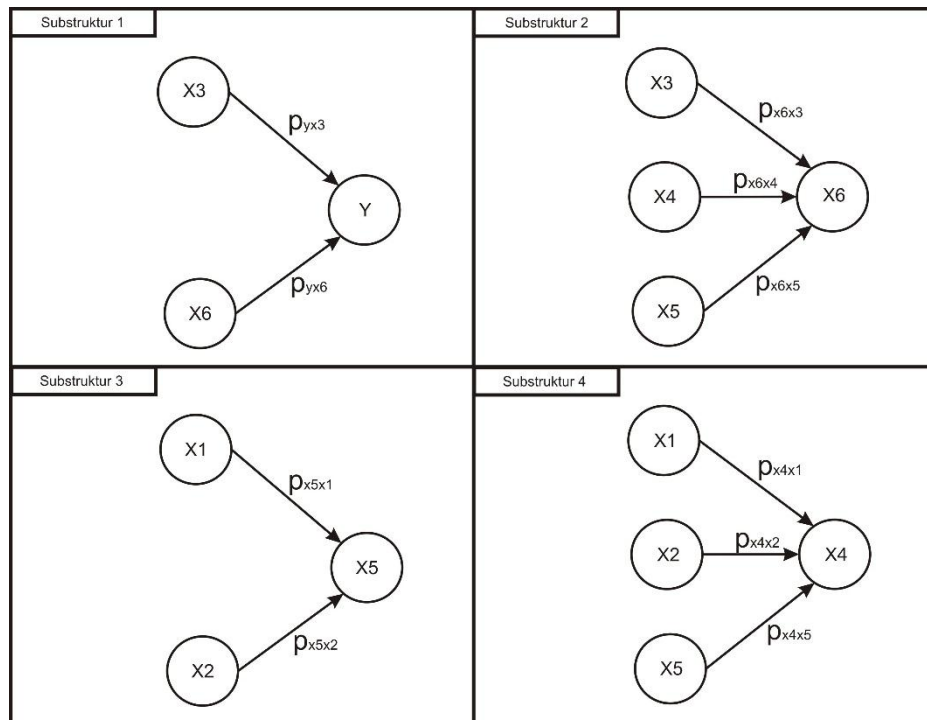 Substruktur 1
X3
pyx3
Y
pyx6
X6
Substruktur 2
X3
px6x3
X4
px6x4
X6
px6x5
X5
Substruktur 3
X1
px5x1
X5
px5x2
X2
Substruktur 4
X1
px4x1
X2
px4x2
X4
px4x5
X5